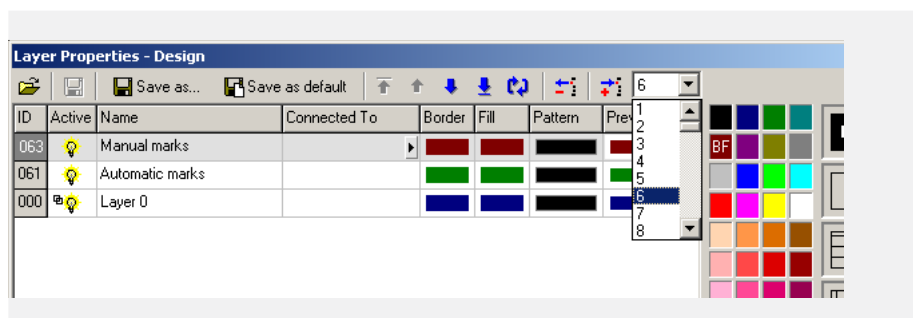 Layer Properties - Design
Save as... Save as default 6
ID Active Name Connected To Border Fill Pattern
063 Manual marks
061 Automatic marks
000 Layer 0
1
2
3
4
5
6
7
8
BF